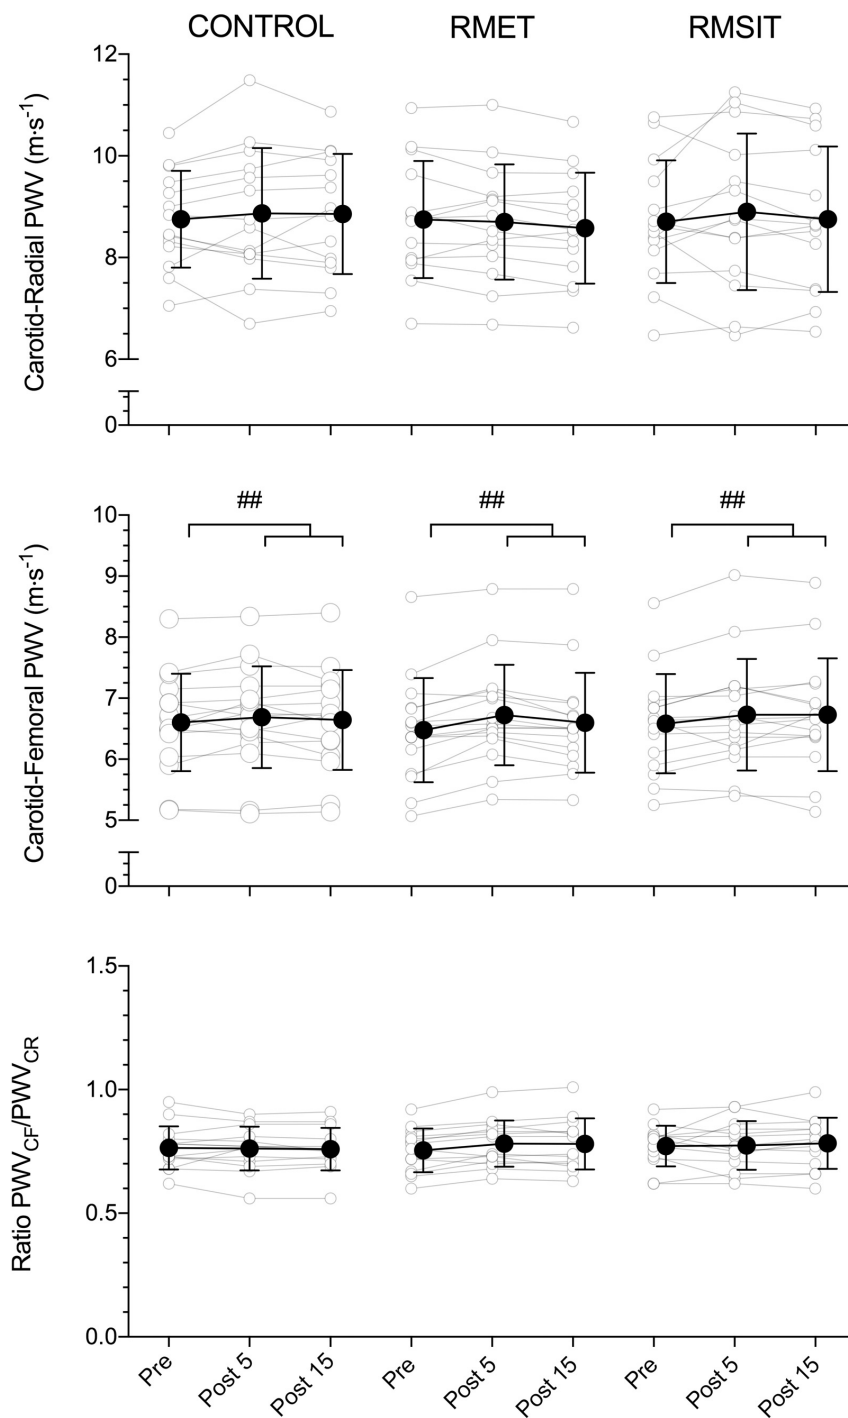 CONTROL RMET RMSIT
Carotid-Radial PWV (m·s⁻¹)
12
10
8
6
0
## ## ##
Carotid-Femoral PWV (m·s⁻¹)
10
9
8
7
6
5
0
Ratio PWV_CF/PWV_CR
1.5
1.0
0.5
0.0
Pre Post 5 Post 15 Pre Post 5 Post 15 Pre Post 5 Post 15